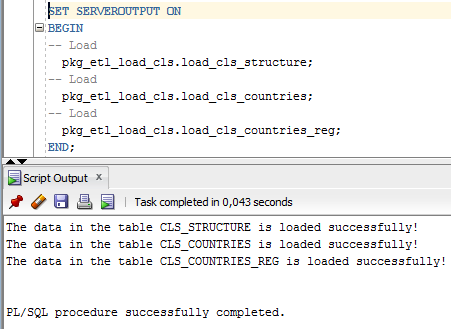 SET SERVEROUTPUT ON
BEGIN
-- Load
pkg_etl_load_cls.load_cls_structure;
-- Load
pkg_etl_load_cls.load_cls_countries;
-- Load
pkg_etl_load_cls.load_cls_countries_reg;
END;
Script Output x
Task completed in 0,043 seconds
The data in the table CLS_STRUCTURE is loaded successfully!
The data in the table CLS_COUNTRIES is loaded successfully!
The data in the table CLS_COUNTRIES_REG is loaded successfully!
PL/SQL procedure successfully completed.